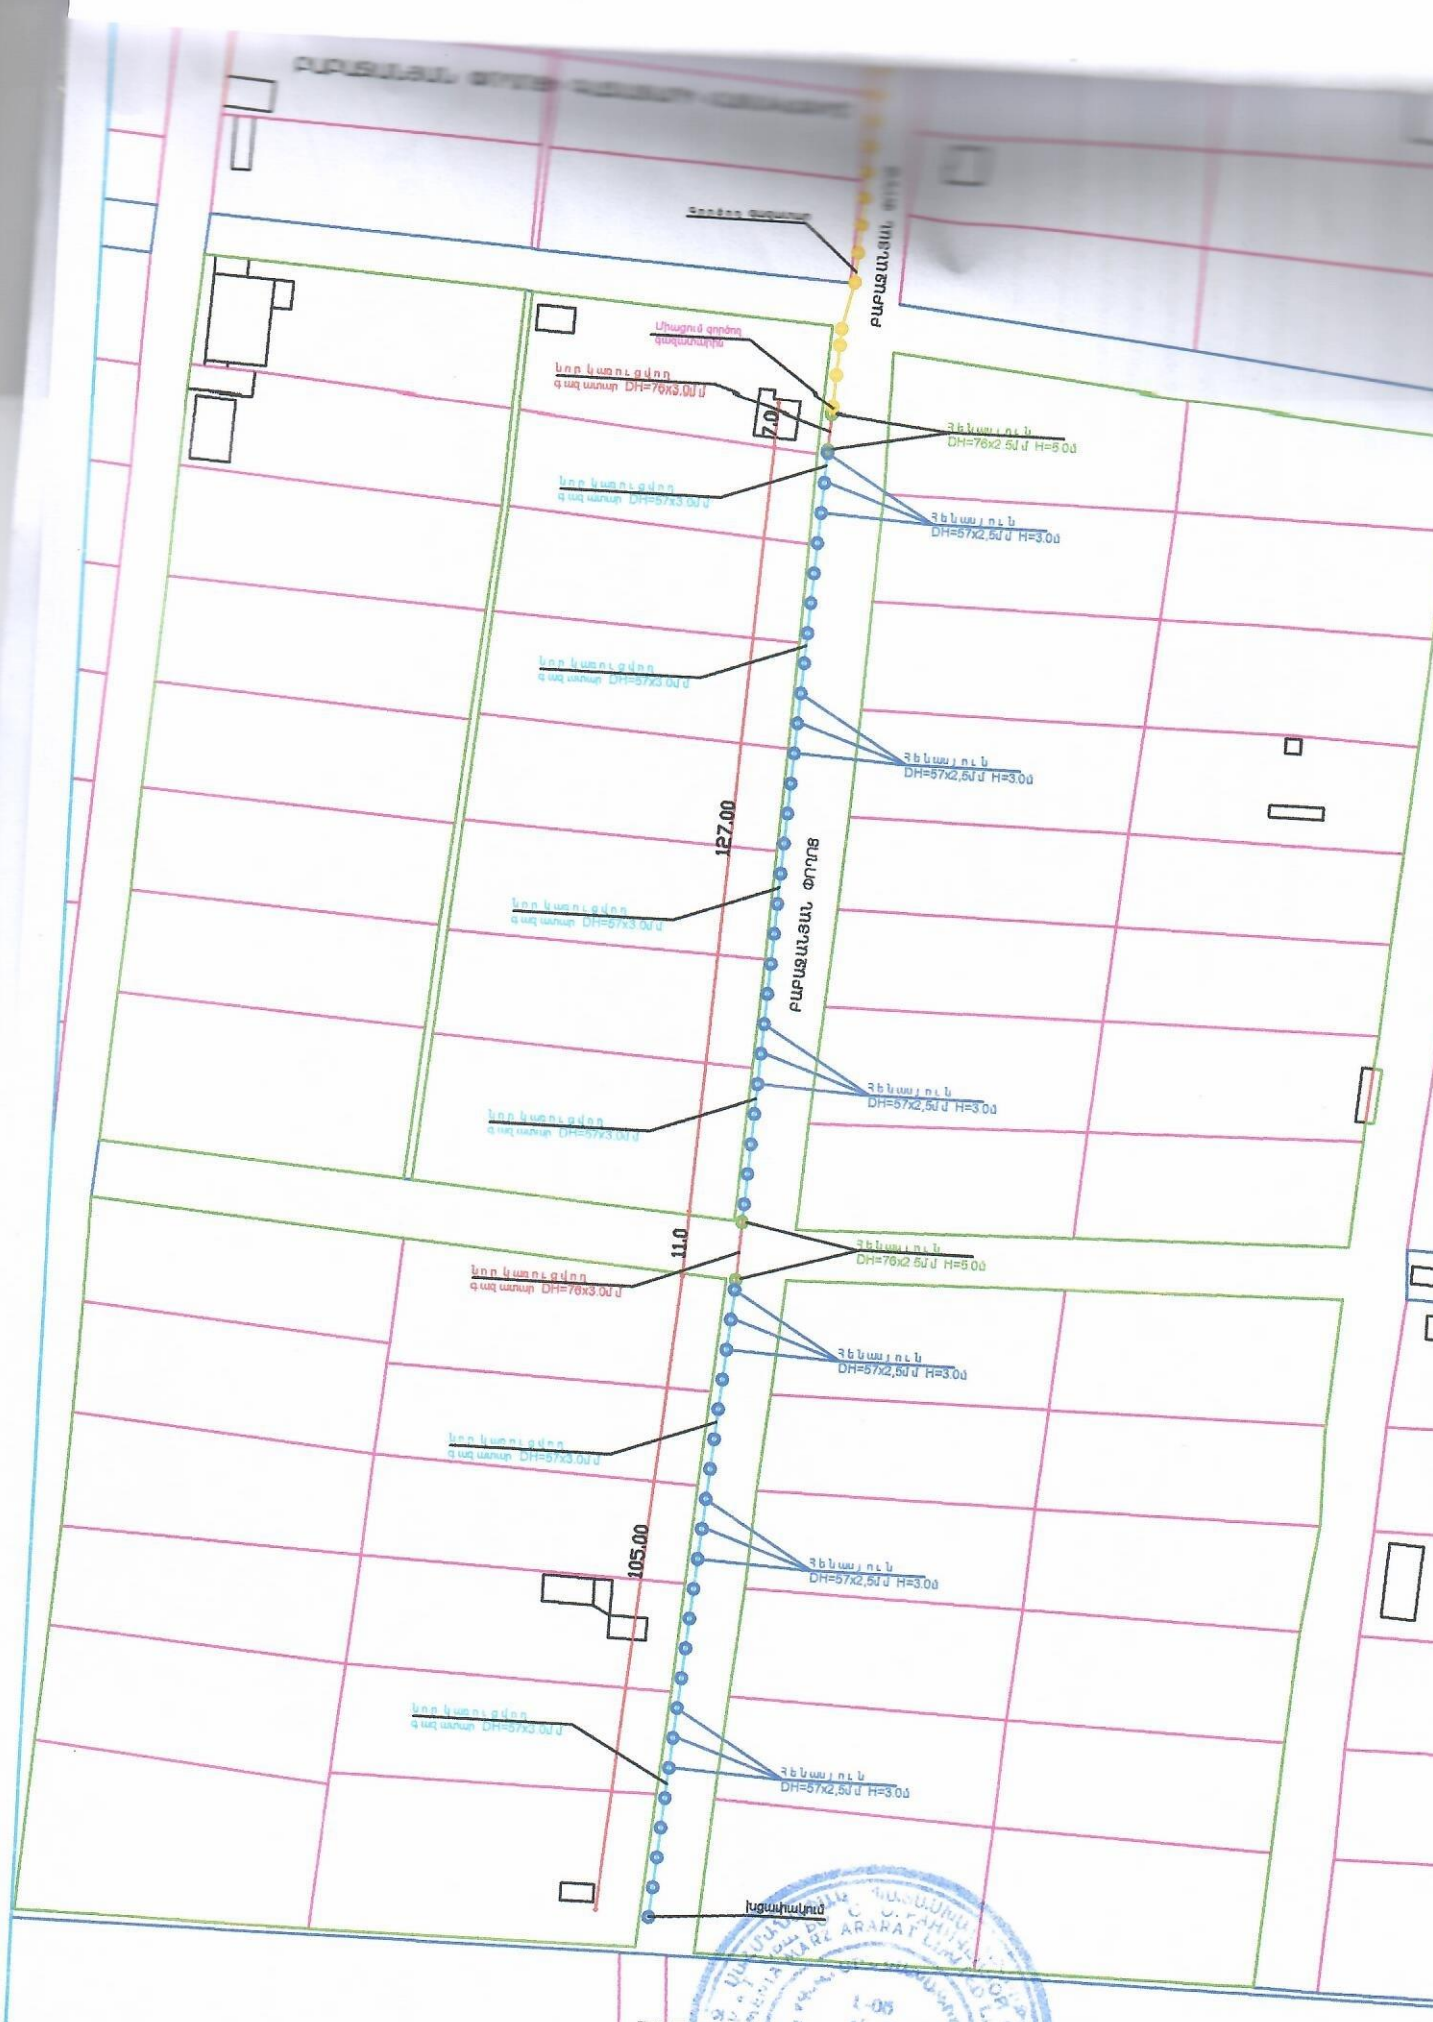 ԲԱԲԱՋԱՆՅԱՆ
Գործող գազատար
Միացում գործող
գազատարին
Նոր կառուցվող
գազատար DH=76x3.0մմ
7.0
Հենասյուն
DH=76x2.5մմ H=5.0մ
Նոր կառուցվող
գազատար DH=57x3.0մմ
Հենասյուն
DH=57x2,5մմ H=3.0մ
Նոր կառուցվող
գազատար DH=57x3.0մմ
Հենասյուն
DH=57x2,5մմ H=3.0մ
127.00
ԲԱԲԱՋԱՆՅԱՆ ՓՈՂՈՑ
Նոր կառուցվող
գազատար DH=57x3.0մմ
Հենասյուն
DH=57x2,5մմ H=3.0մ
Նոր կառուցվող
գազատար DH=57x3.0մմ
11.0
Հենասյուն
DH=76x2.5մմ H=5.0մ
Նոր կառուցվող
գազատար DH=76x3.0մմ
Հենասյուն
DH=57x2,5մմ H=3.0մ
Նոր կառուցվող
գազատար DH=57x3.0մմ
105.00
Հենասյուն
DH=57x2,5մմ H=3.0մ
Նոր կառուցվող
գազատար DH=57x3.0մմ
Հենասյուն
DH=57x2,5մմ H=3.0մ
խցափակում
MARZ ARARAT